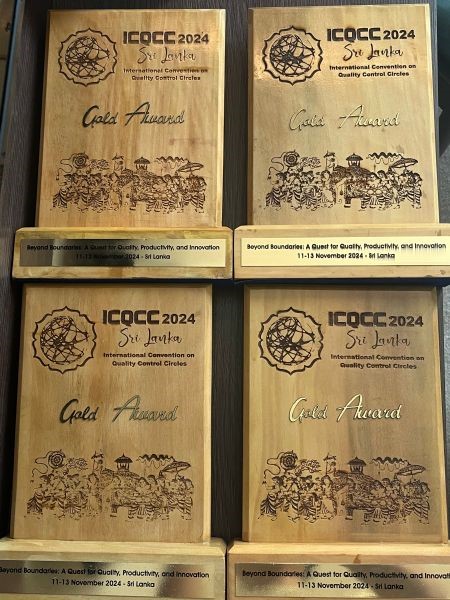 ICQCC 2024
Sri Lanka
International Convention on
Quality Control Circles
Gold Award
Beyond Boundaries: A Quest for Quality, Productivity, and Innovation
11-13 November 2024 - Sri Lanka
ICQCC 2024
Sri Lanka
International Convention on
Quality Control Circles
Gold Award
Beyond Boundaries: A Quest for Quality, Productivity, and Innovation
11-13 November 2024 - Sri Lanka
ICQCC 2024
Sri Lanka
International Convention on
Quality Control Circles
Gold Award
Beyond Boundaries: A Quest for Quality, Productivity, and Innovation
11-13 November 2024 - Sri Lanka
ICQCC 2024
Sri Lanka
International Convention on
Quality Control Circles
Gold Award
Beyond Boundaries: A Quest for Quality, Productivity, and Innovation
11-13 November 2024 - Sri Lanka